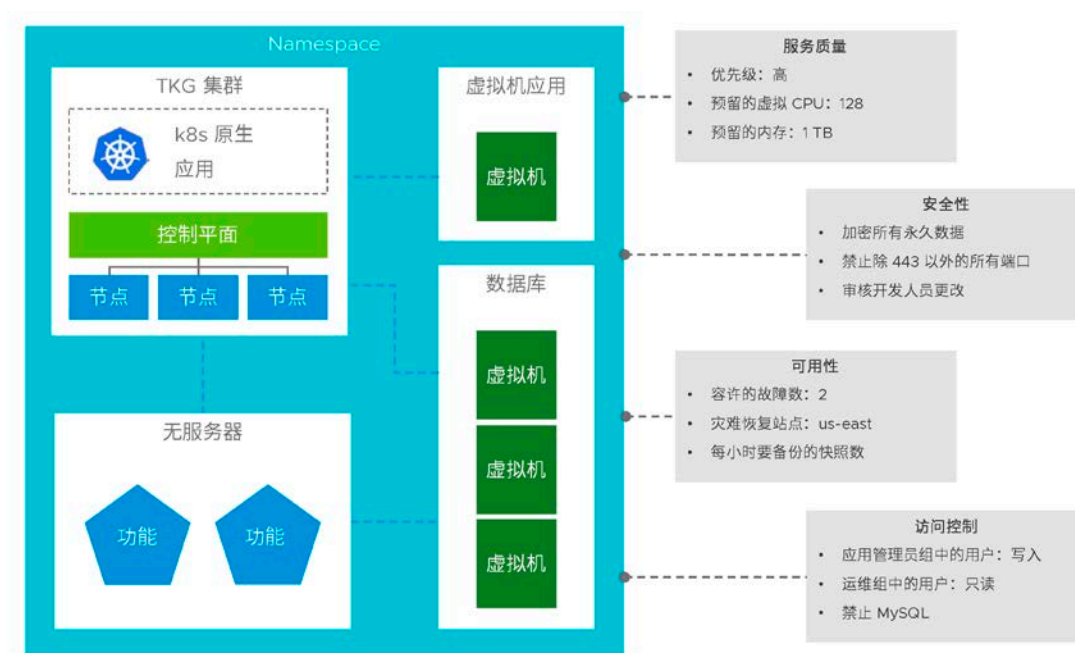 Namespace
TKG 集群
k8s 原生
应用
控制平面
节点 节点 节点
无服务器
功能 功能
虚拟机应用
虚拟机
数据库
虚拟机
虚拟机
虚拟机
服务质量
• 优先级：高
• 预留的虚拟 CPU：128
• 预留的内存：1 TB
安全性
• 加密所有永久数据
• 禁止除 443 以外的所有端口
• 审核开发人员更改
可用性
• 容许的故障数：2
• 灾难恢复站点：us-east
• 每小时要备份的快照数
访问控制
• 应用管理员组中的用户：写入
• 运维组中的用户：只读
• 禁止 MySQL